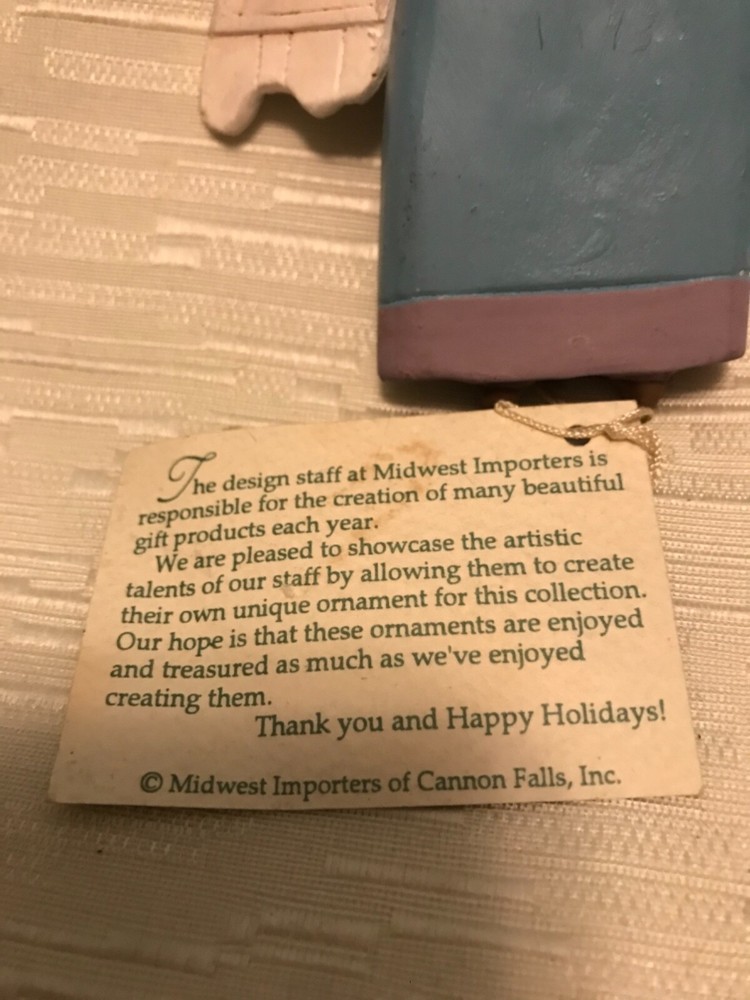 The design staff at Midwest Importers is
responsible for the creation of many beautiful
gift products each year.
We are pleased to showcase the artistic
talents of our staff by allowing them to create
their own unique ornament for this collection.
Our hope is that these ornaments are enjoyed
and treasured as much as we've enjoyed
creating them.
Thank you and Happy Holidays!
© Midwest Importers of Cannon Falls, Inc.